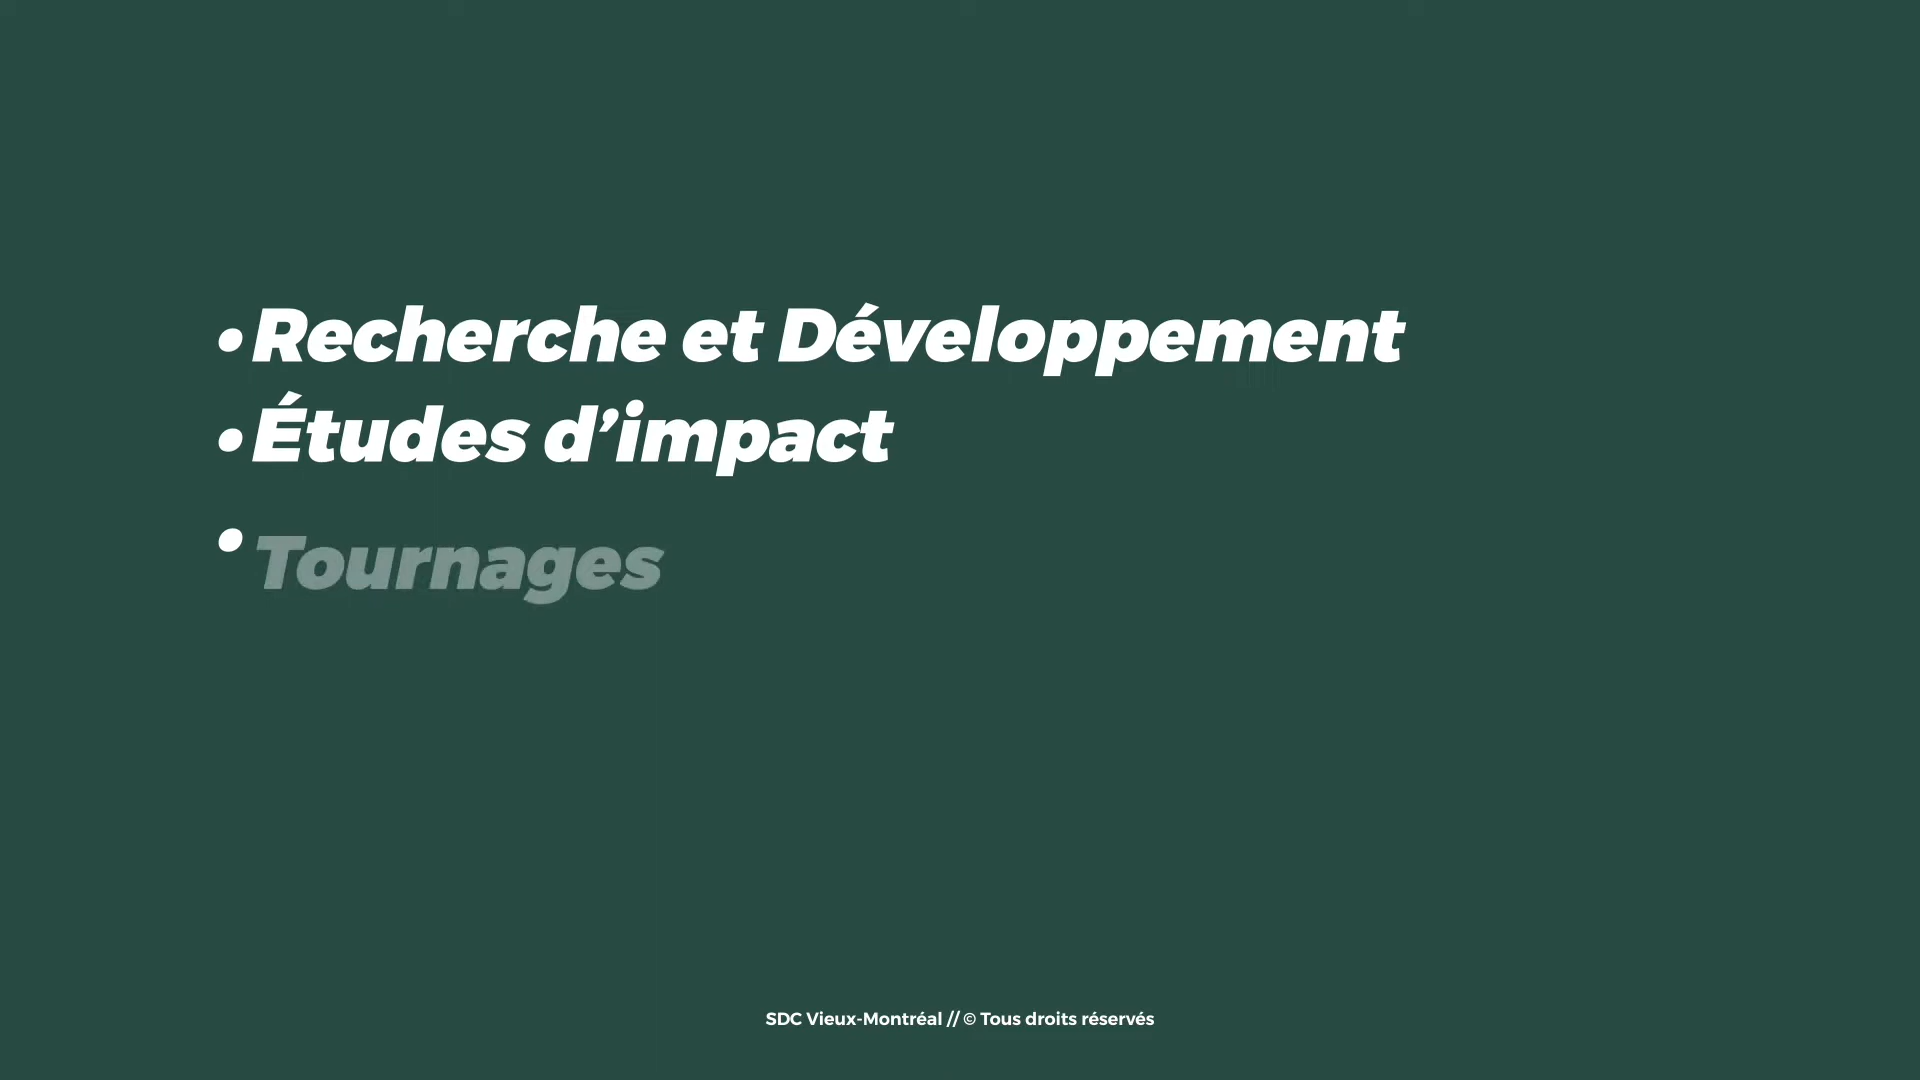 • Recherche et Développement
• Études d’impact
• Tournages
SDC Vieux-Montréal // © Tous droits réservés